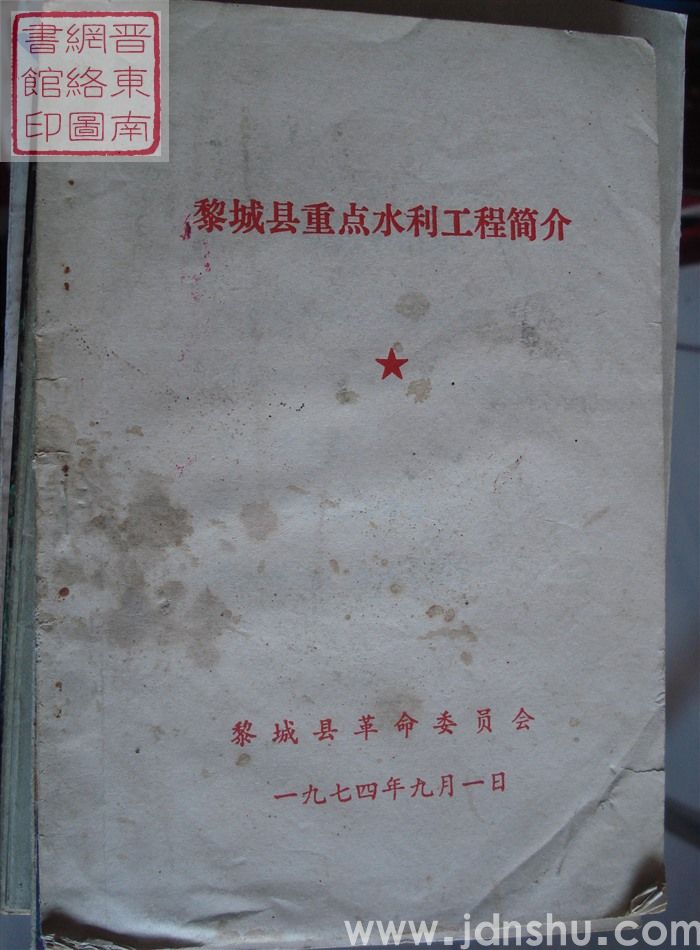 晋東南
網絡圖
書館印
黎城县重点水利工程简介
黎城县革命委员会
一九七四年九月一日
www.jdnshu.com